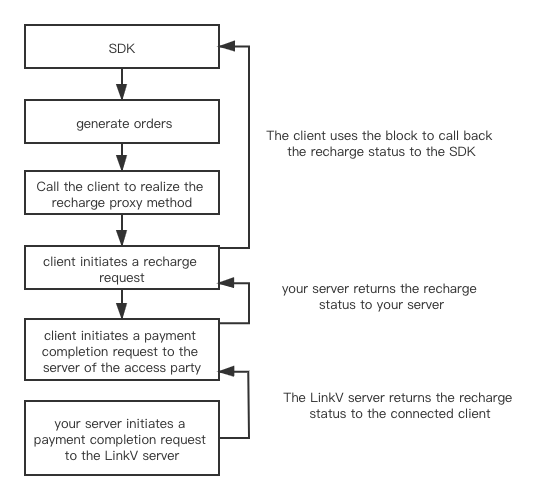 SDK
generate orders
The client uses the block to call back
the recharge status to the SDK
Call the client to realize the
recharge proxy method
client initiates a recharge
request
your server returns the recharge
status to your server
client initiates a payment
completion request to the
server of the access party
The LinkV server returns the recharge
status to the connected client
your server initiates a
payment completion request
to the LinkV server